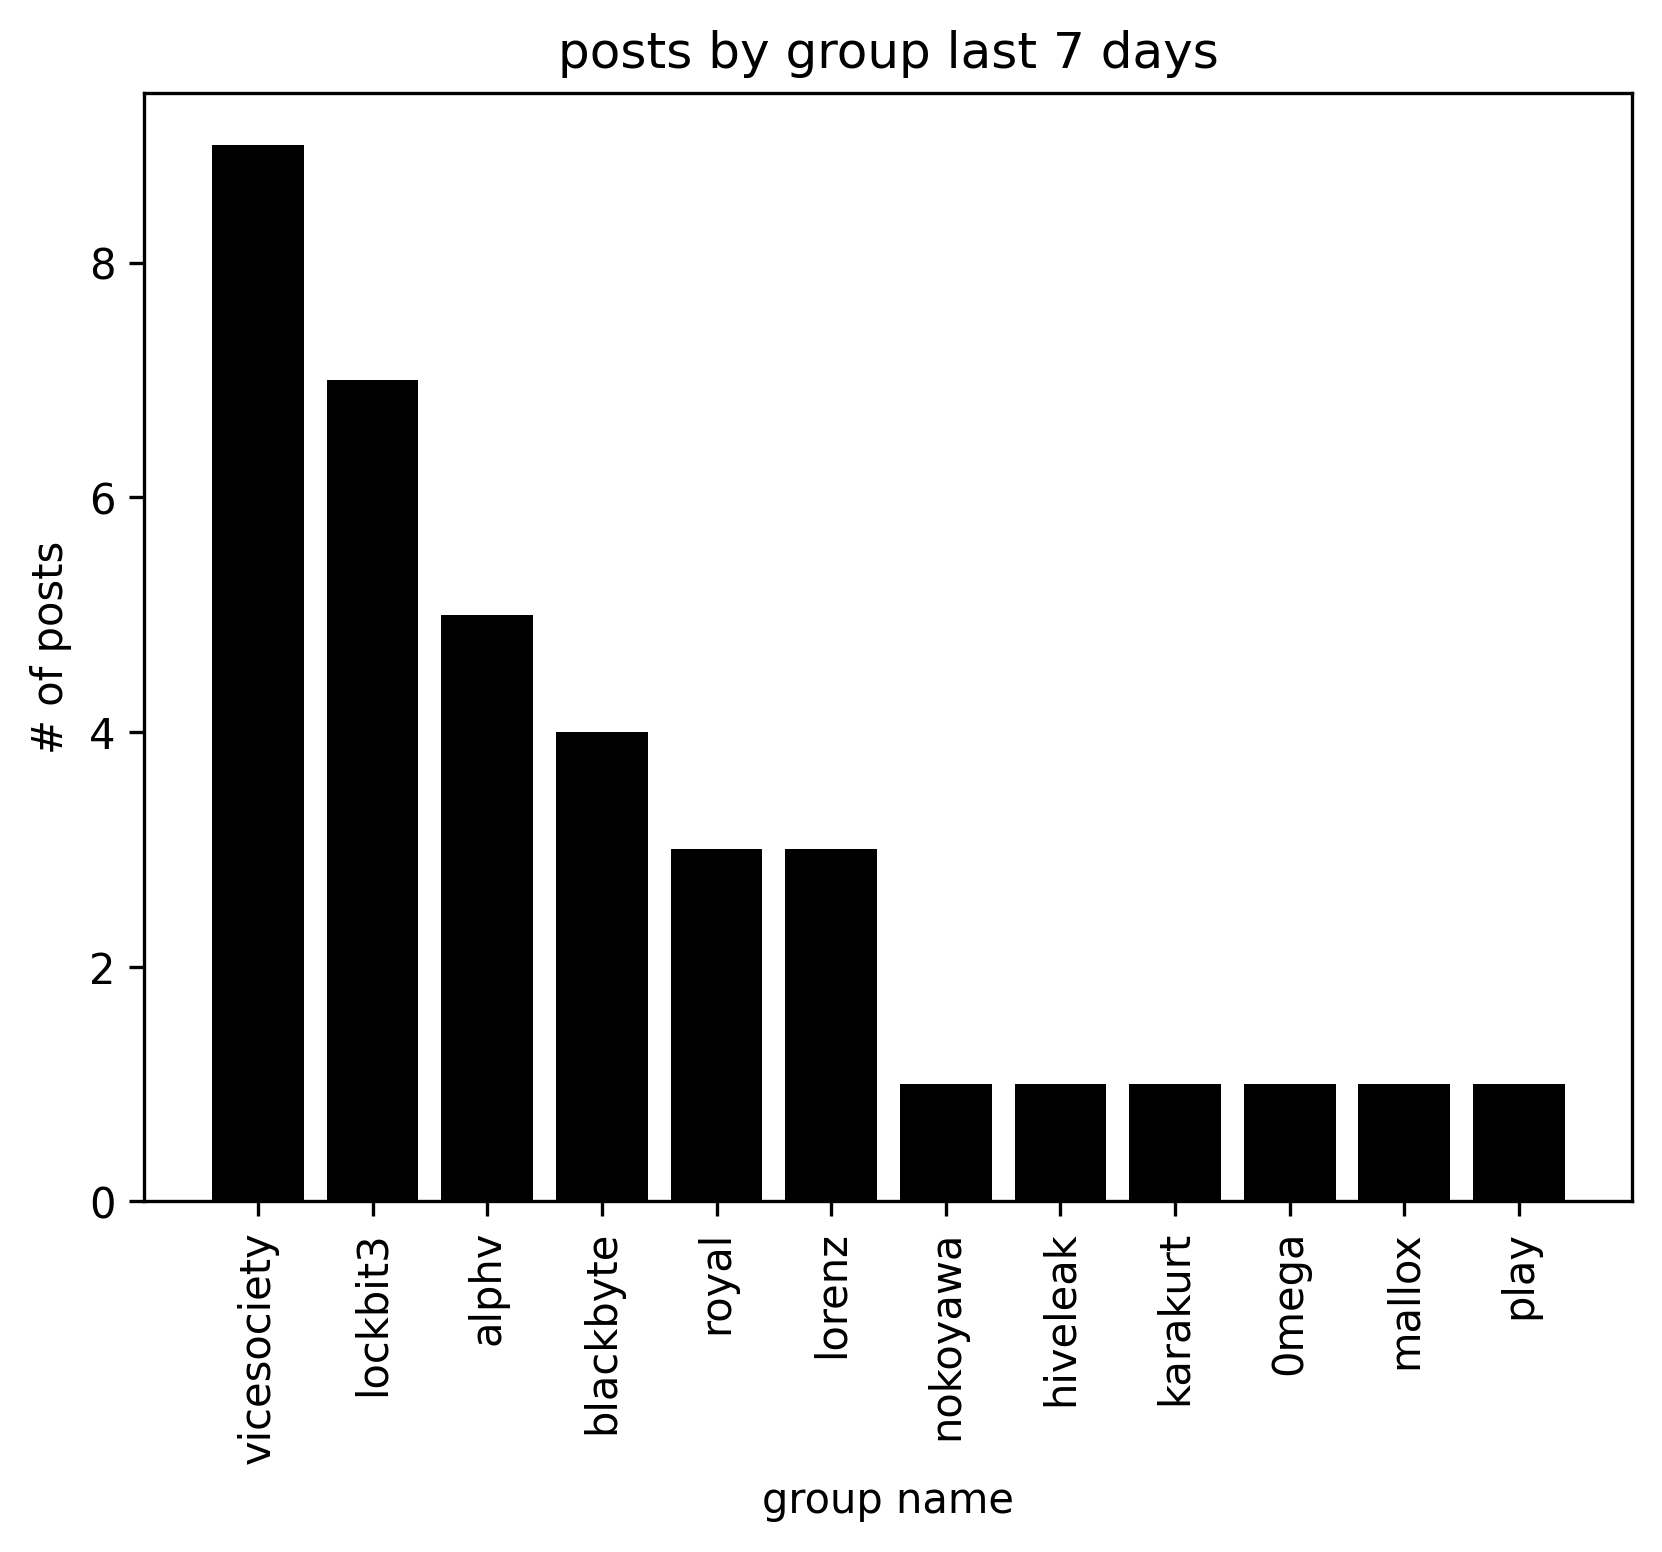 posts by group last 7 days
# of posts
8
6
4
2
0
vicesociety
lockbit3
alphv
blackbyte
royal
lorenz
nokoyawa
hiveleak
karakurt
0mega
mallox
play
group name